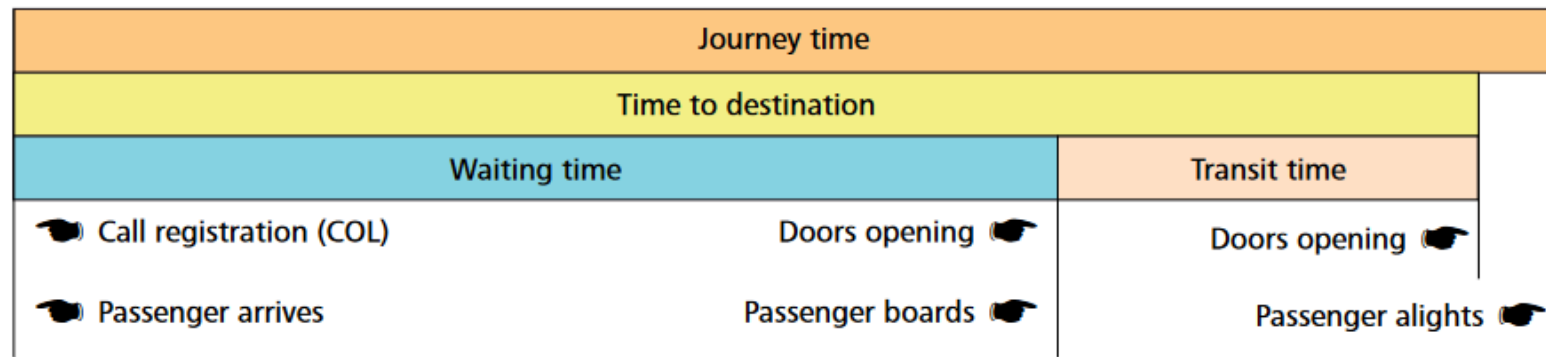 Journey time
Time to destination
Waiting time
Transit time
Call registration (COL)
Doors opening
Doors opening
Passenger arrives
Passenger boards
Passenger alights